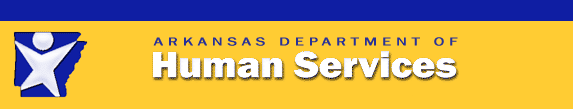 ARKANSAS DEPARTMENT OF
Human Services